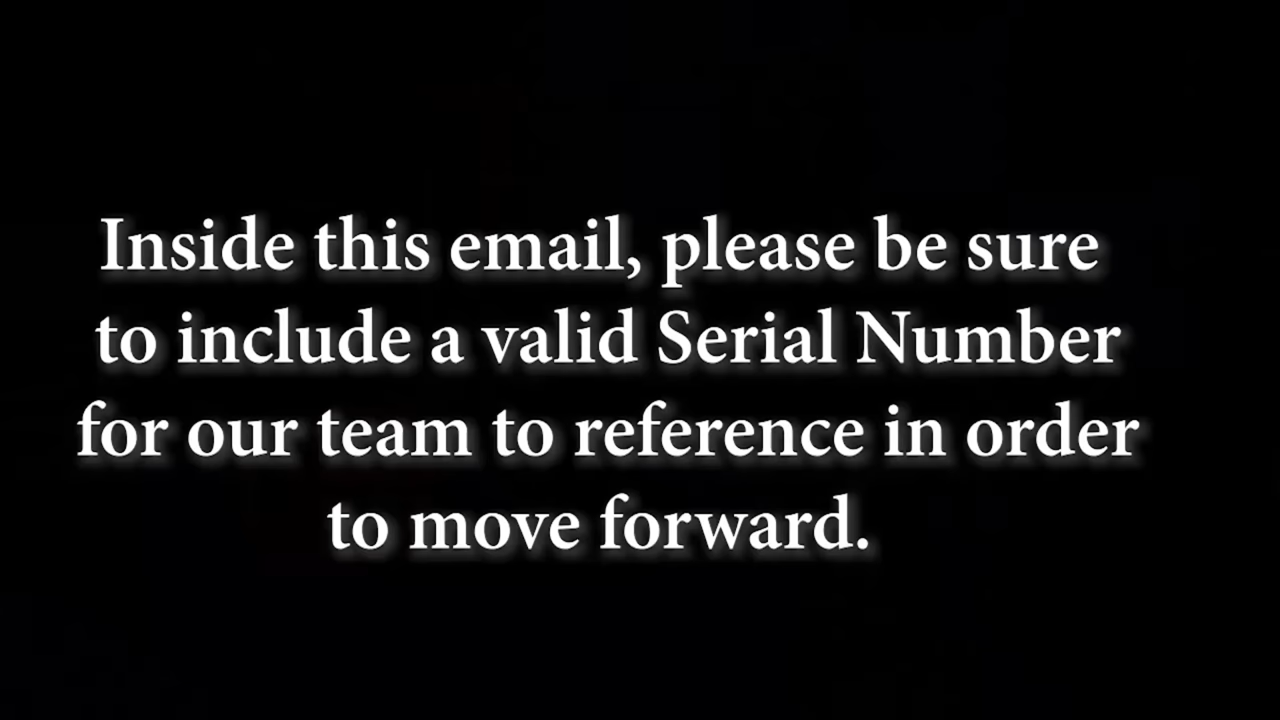 Inside this email, please be sure
to include a valid Serial Number
for our team to reference in order
to move forward.